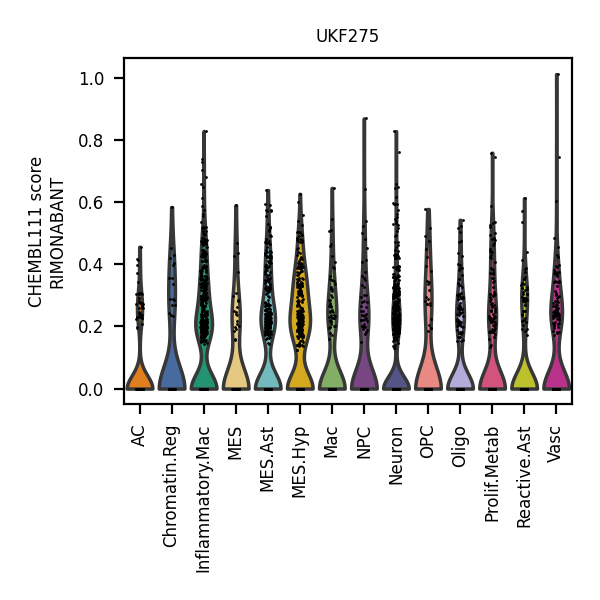 UKF275
CHEMBL111 score
RIMONABANT
1.0
0.8
0.6
0.4
0.2
0.0
AC
Chromatin.Reg
Inflammatory.Mac
MES
MES.Ast
MES.Hyp
Mac
NPC
Neuron
OPC
Oligo
Prolif.Metab
Reactive.Ast
Vasc